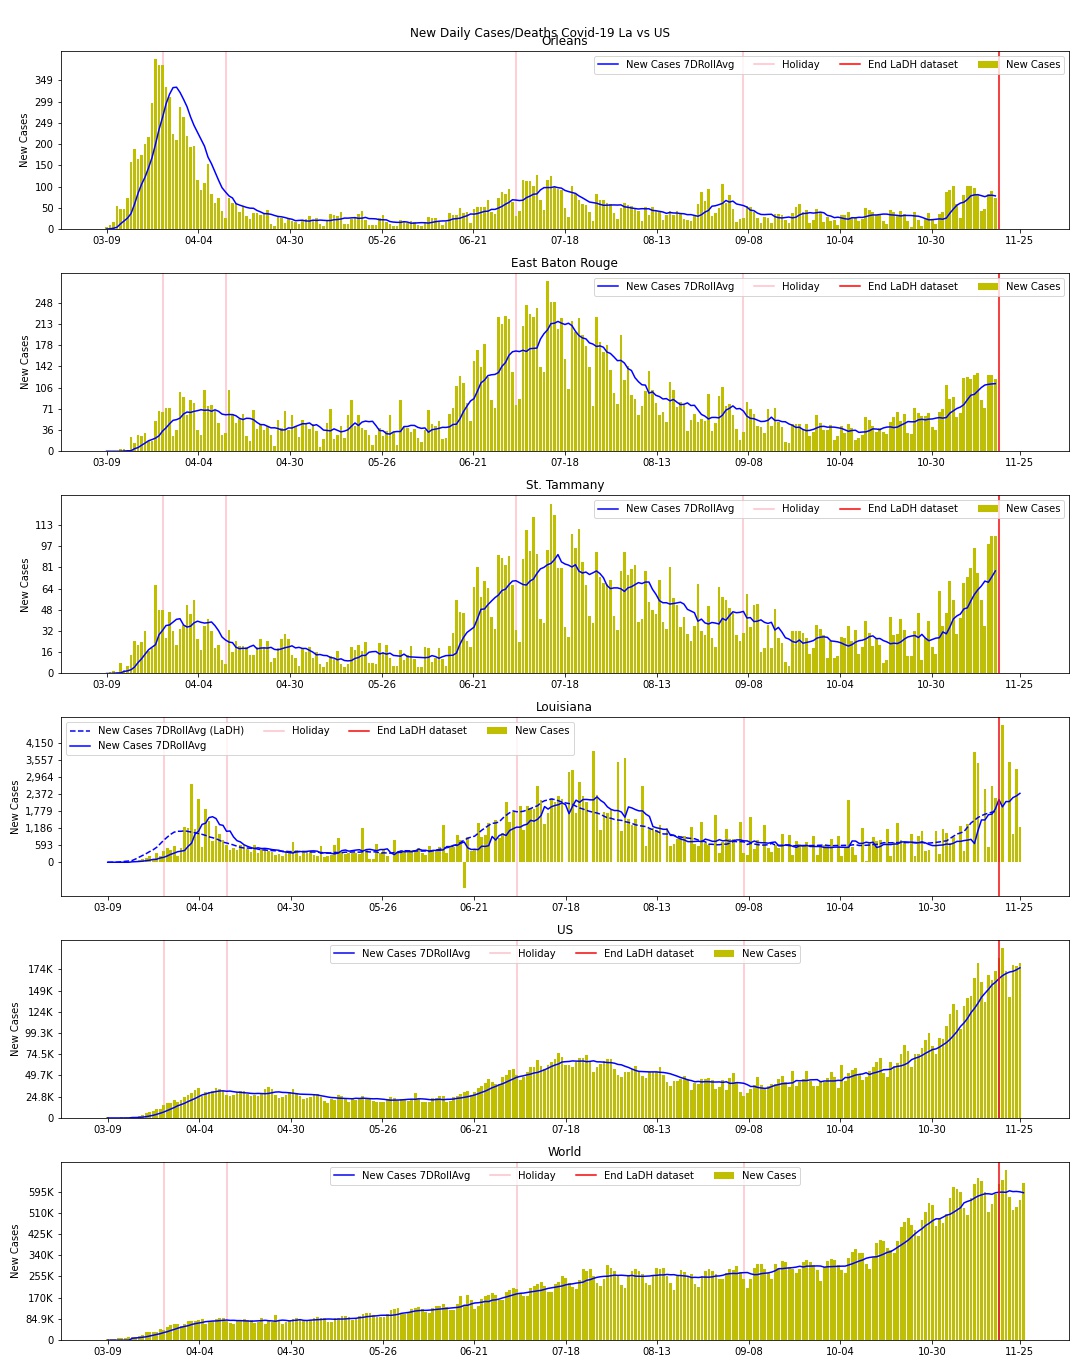 New Daily Cases/Deaths Covid-19 La vs US
Orleans
New Cases 7DRollAvg Holiday End LaDH dataset New Cases
New Cases
349
299
249
200
150
100
50
0
03-09 04-04 04-30 05-26 06-21 07-18 08-13 09-08 10-04 10-30 11-25
East Baton Rouge
New Cases 7DRollAvg Holiday End LaDH dataset New Cases
New Cases
248
213
178
142
106
71
36
0
03-09 04-04 04-30 05-26 06-21 07-18 08-13 09-08 10-04 10-30 11-25
St. Tammany
New Cases 7DRollAvg Holiday End LaDH dataset New Cases
New Cases
113
97
81
64
48
32
16
0
03-09 04-04 04-30 05-26 06-21 07-18 08-13 09-08 10-04 10-30 11-25
Louisiana
New Cases 7DRollAvg (LaDH) Holiday End LaDH dataset New Cases
New Cases 7DRollAvg
New Cases
4,150
3,557
2,964
2,372
1,779
1,186
593
0
03-09 04-04 04-30 05-26 06-21 07-18 08-13 09-08 10-04 10-30 11-25
US
New Cases 7DRollAvg Holiday End LaDH dataset New Cases
New Cases
174K
149K
124K
99.3K
74.5K
49.7K
24.8K
0
03-09 04-04 04-30 05-26 06-21 07-18 08-13 09-08 10-04 10-30 11-25
World
New Cases 7DRollAvg Holiday End LaDH dataset New Cases
New Cases
595K
510K
425K
340K
255K
170K
84.9K
0
03-09 04-04 04-30 05-26 06-21 07-18 08-13 09-08 10-04 10-30 11-25